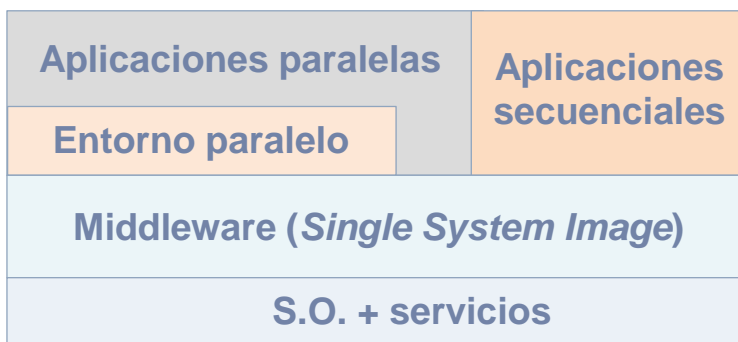 Aplicaciones paralelas
Aplicaciones
secuenciales
Entorno paralelo
Middleware (Single System Image)
S.O. + servicios